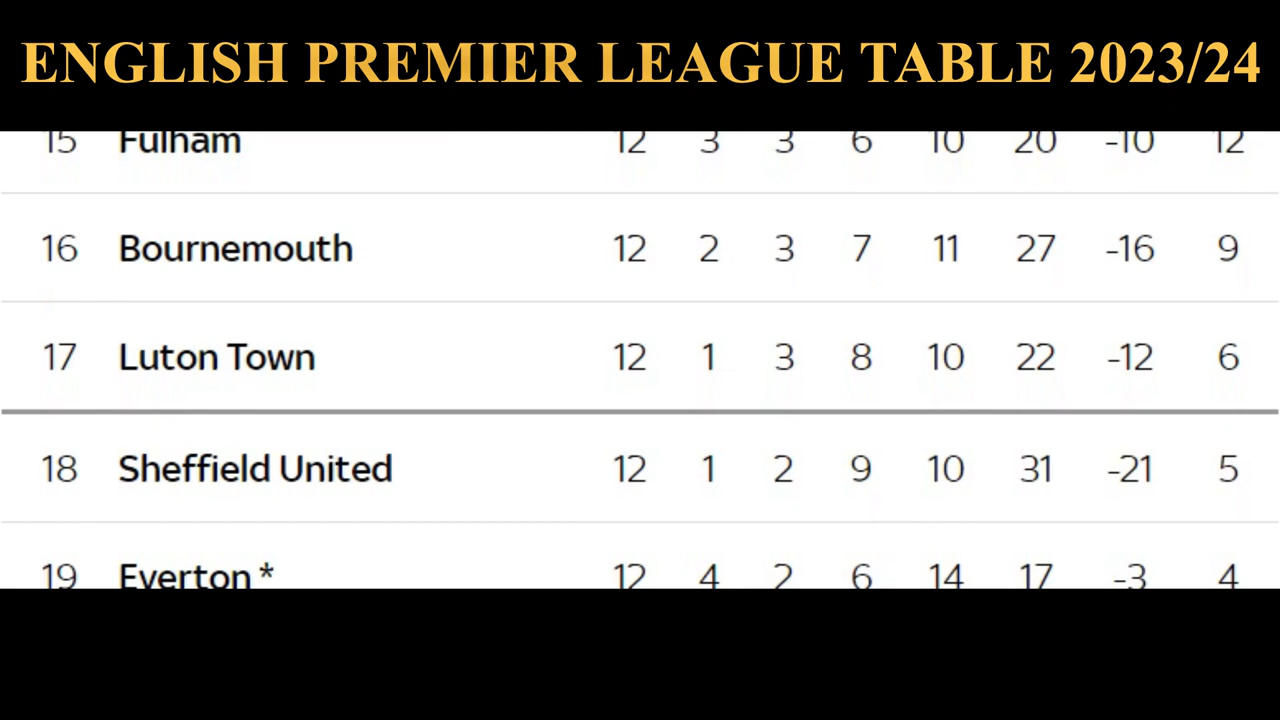 ENGLISH PREMIER LEAGUE TABLE 2023/24
15 Fulham 12 3 3 6 10 20 -10 12
16 Bournemouth 12 2 3 7 11 27 -16 9
17 Luton Town 12 1 3 8 10 22 -12 6
18 Sheffield United 12 1 2 9 10 31 -21 5
19 Everton * 12 4 2 6 14 17 -3 4